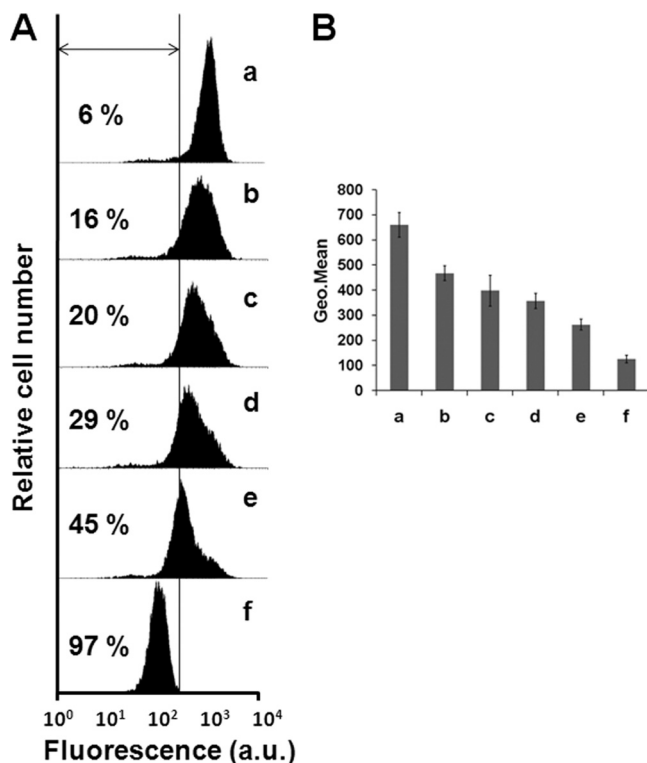 A
B
a
6 %
b
16 %
c
20 %
d
29 %
e
45 %
f
97 %
Relative cell number
10⁰ 10¹ 10² 10³ 10⁴
Fluorescence (a.u.)
800
700
600
500
400
300
200
100
0
Geo.Mean
a b c d e f